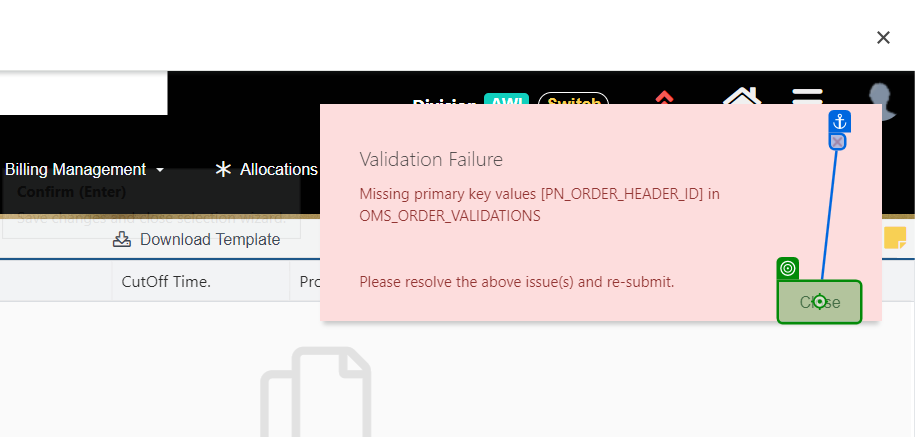 Division AWI Switch
Billing Management
Allocations
Confirm (Enter)
Save changes and close selection wizard
Download Template
CutOff Time.
Pro
Validation Failure
Missing primary key values [PN_ORDER_HEADER_ID] in
OMS_ORDER_VALIDATIONS
Please resolve the above issue(s) and re-submit.
Close